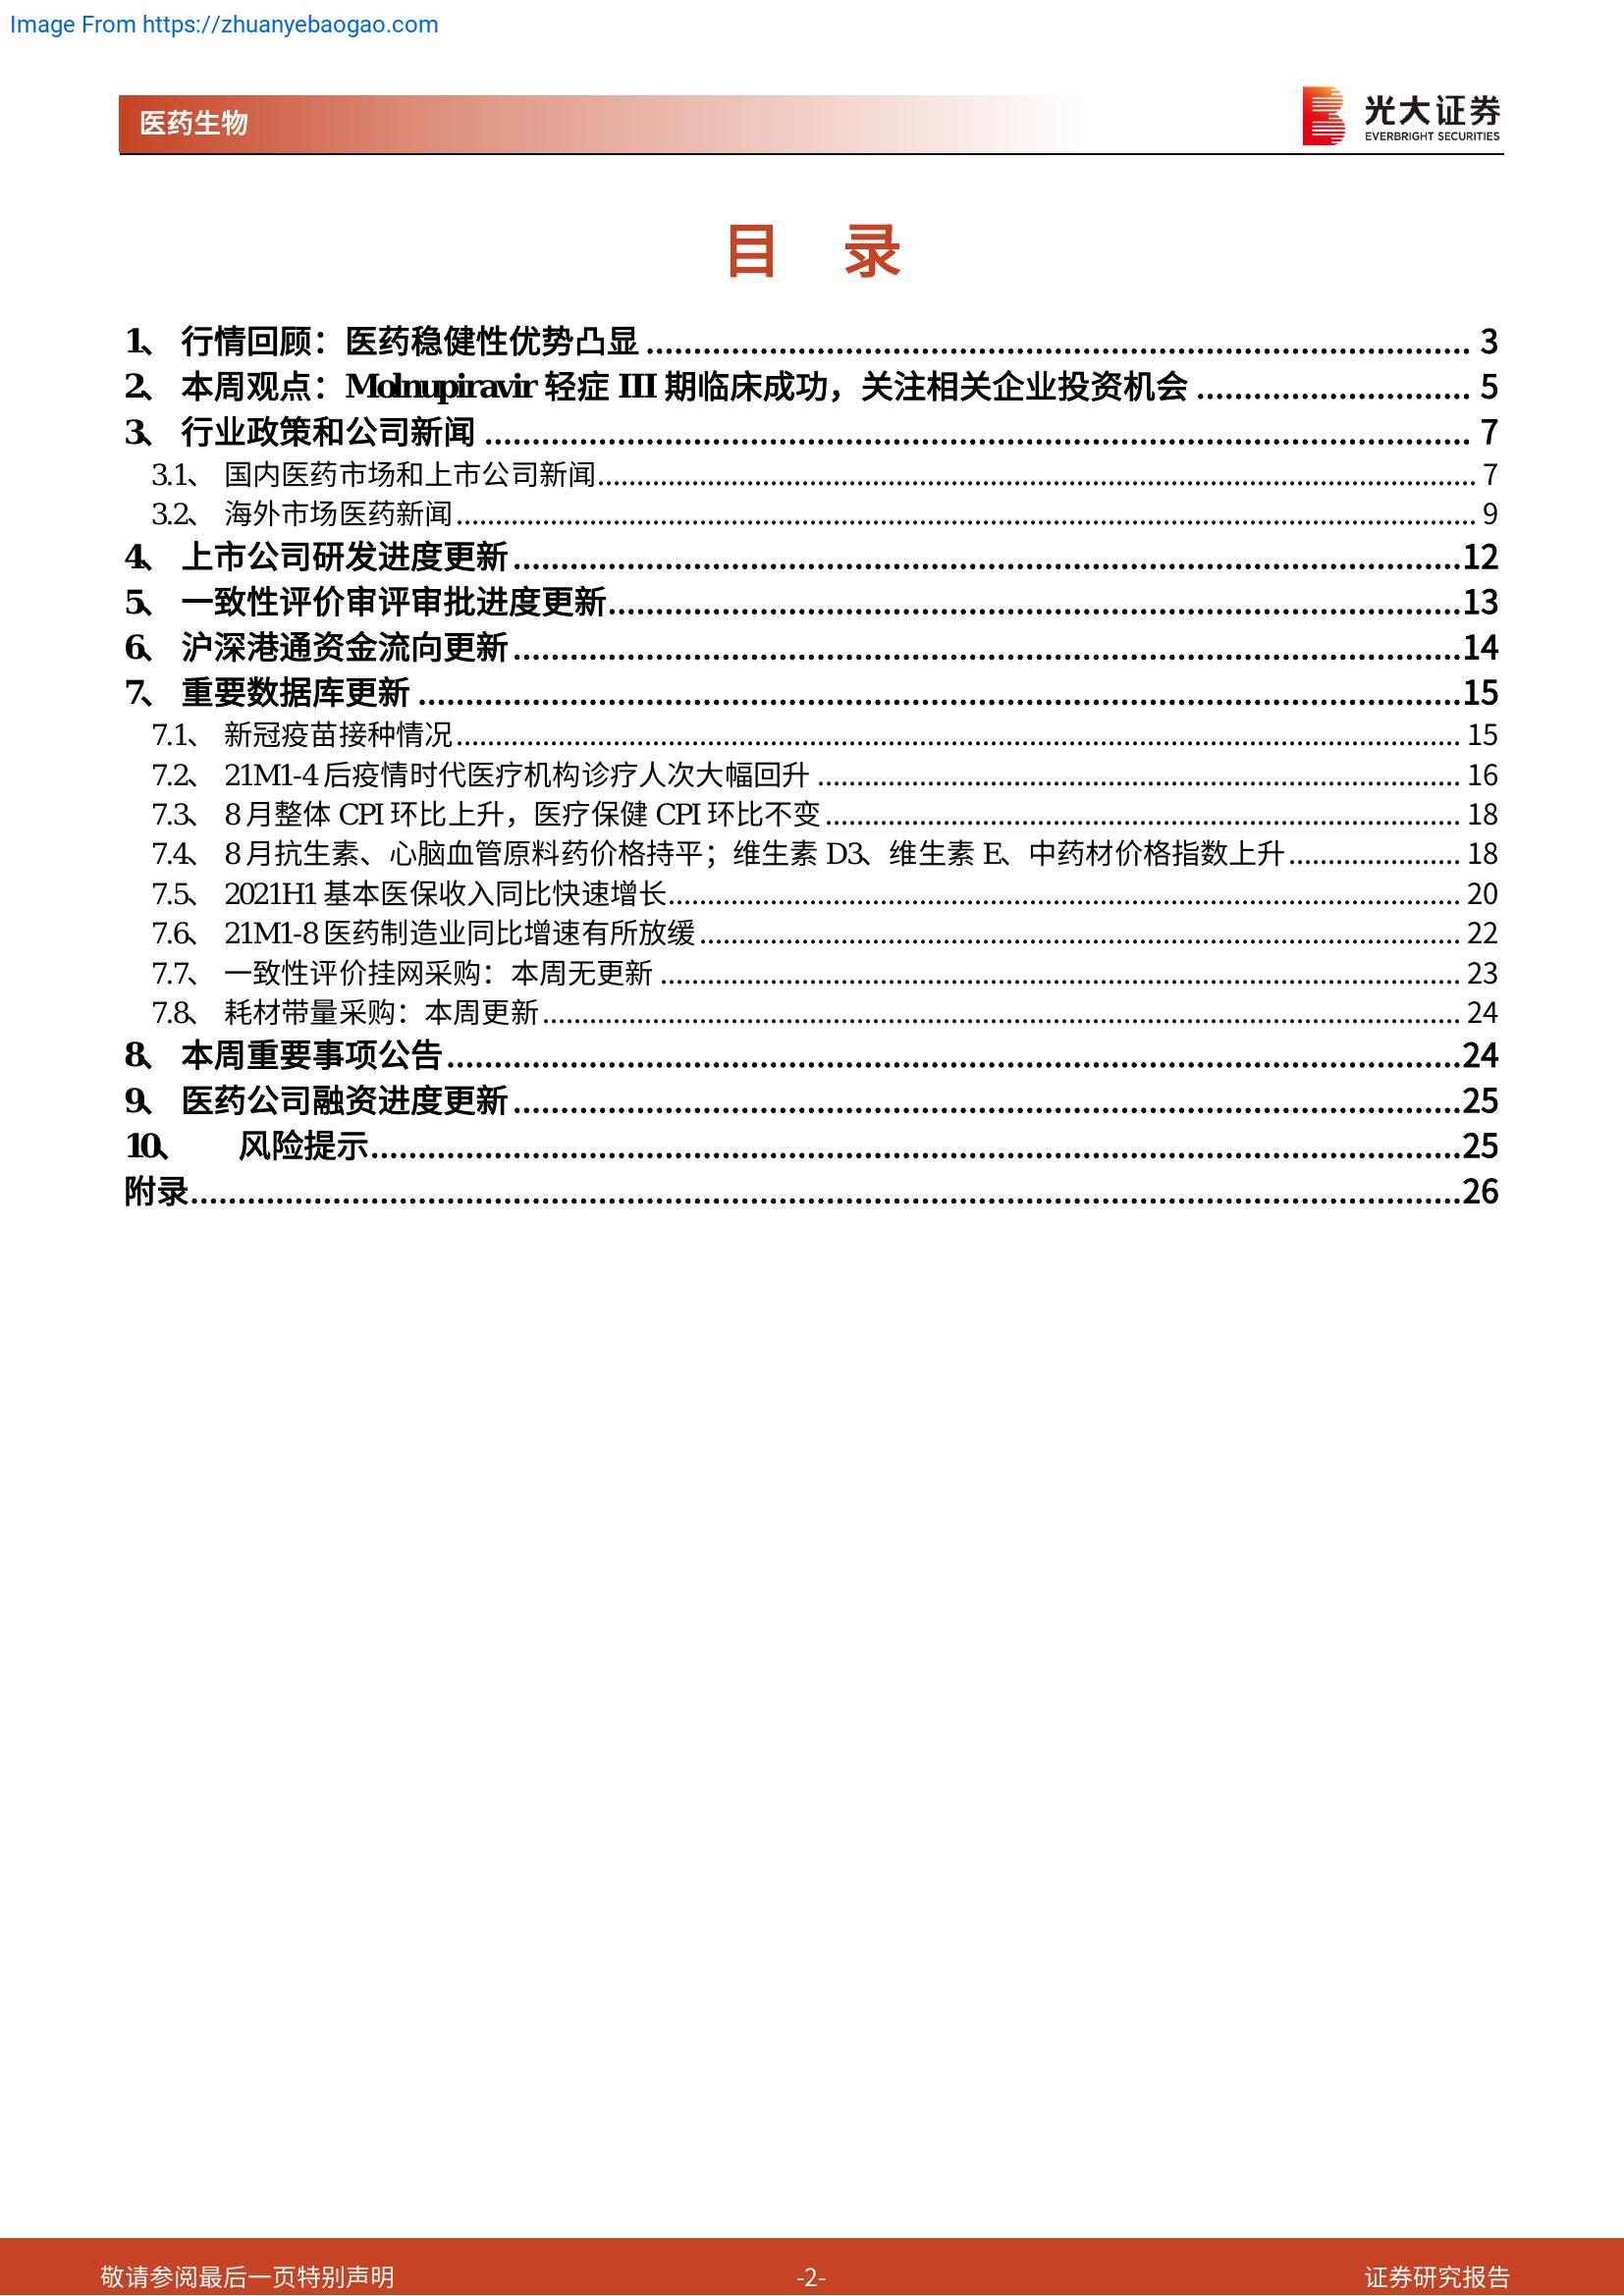 Image From https://zhuanyebaogao.com
医药生物
光大证券
EVERBRIGHT SECURITIES
目 录
1、 行情回顾：医药稳健性优势凸显 3
2、 本周观点：Molnupiravir 轻症 III 期临床成功，关注相关企业投资机会 5
3、 行业政策和公司新闻 7
3.1、 国内医药市场和上市公司新闻 7
3.2、 海外市场医药新闻 9
4、 上市公司研发进度更新 12
5、 一致性评价审评审批进度更新 13
6、 沪深港通资金流向更新 14
7、 重要数据库更新 15
7.1、 新冠疫苗接种情况 15
7.2、 21M1-4 后疫情时代医疗机构诊疗人次大幅回升 16
7.3、 8 月整体 CPI 环比上升，医疗保健 CPI 环比不变 18
7.4、 8 月抗生素、心脑血管原料药价格持平；维生素 D3、维生素 E、中药材价格指数上升 18
7.5、 2021H1 基本医保收入同比快速增长 20
7.6、 21M1-8 医药制造业同比增速有所放缓 22
7.7、 一致性评价挂网采购：本周无更新 23
7.8、 耗材带量采购：本周更新 24
8、 本周重要事项公告 24
9、 医药公司融资进度更新 25
10、 风险提示 25
附录 26
敬请参阅最后一页特别声明 -2- 证券研究报告